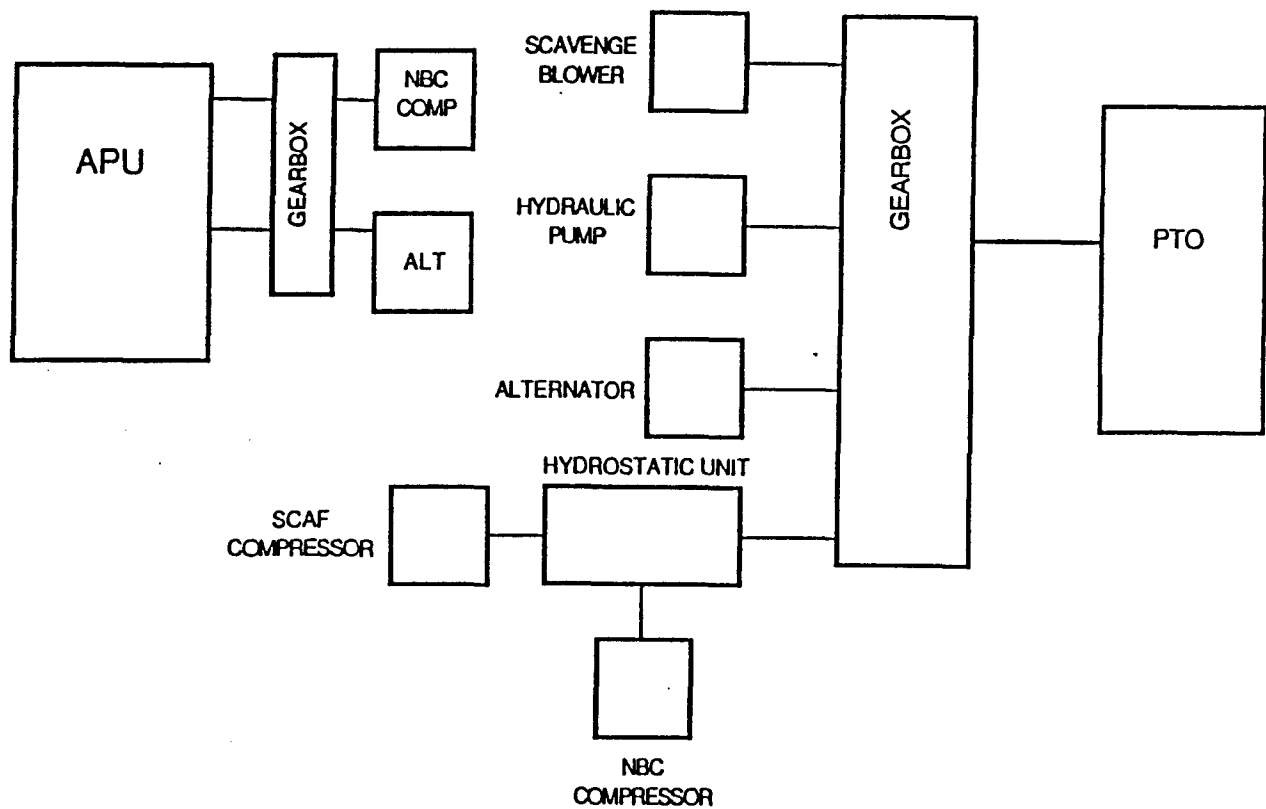 APU
GEARBOX
NBC
COMP
ALT
SCAVENGE
BLOWER
HYDRAULIC
PUMP
ALTERNATOR
HYDROSTATIC UNIT
SCAF
COMPRESSOR
NBC
COMPRESSOR
GEARBOX
PTO